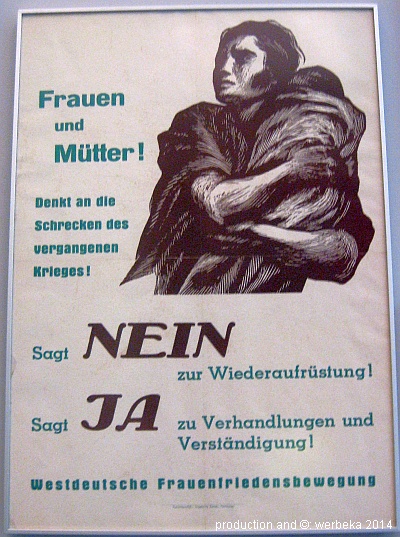 Frauen
und
Mütter!
Denkt an die
Schrecken des
vergangenen
Krieges!
Sagt NEIN
zur Wiederaufrüstung!
Sagt JA zu Verhandlungen und
Verständigung!
Westdeutsche Frauenfriedensbewegung
production and © werbeka 2014